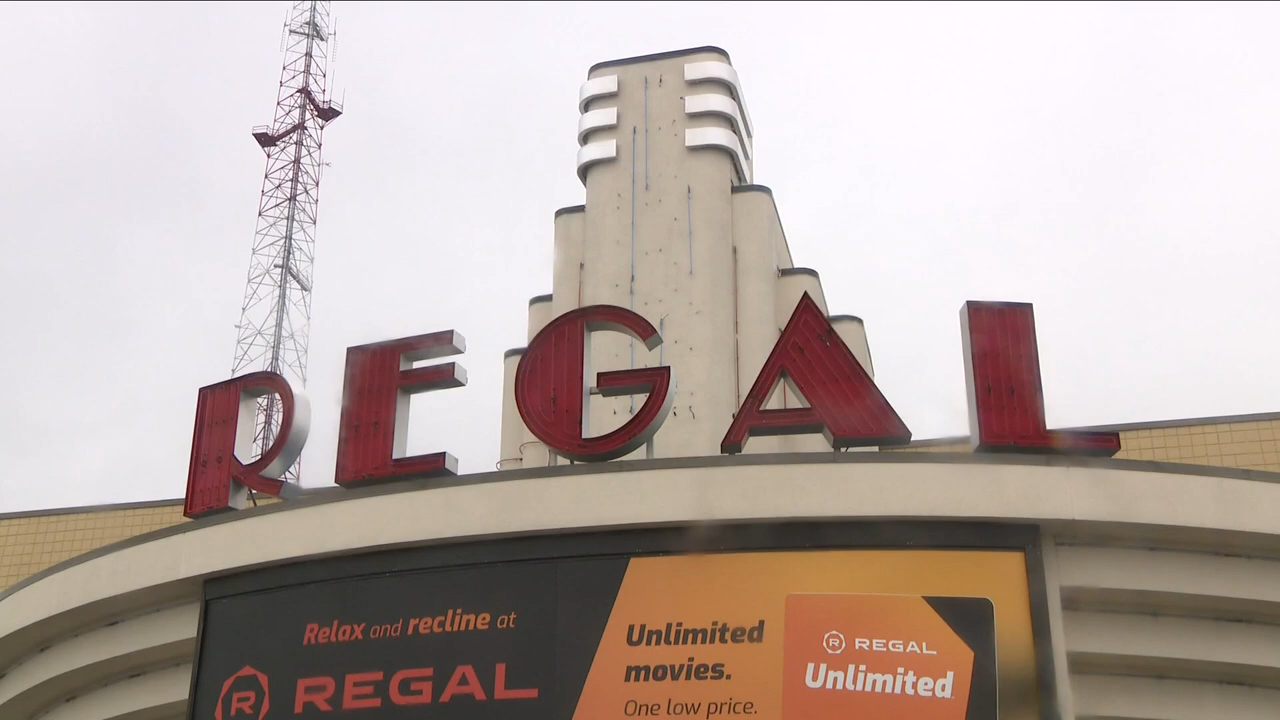 REGAL
Relax and recline at
R REGAL
Unlimited
movies.
One low price.
R REGAL
Unlimited